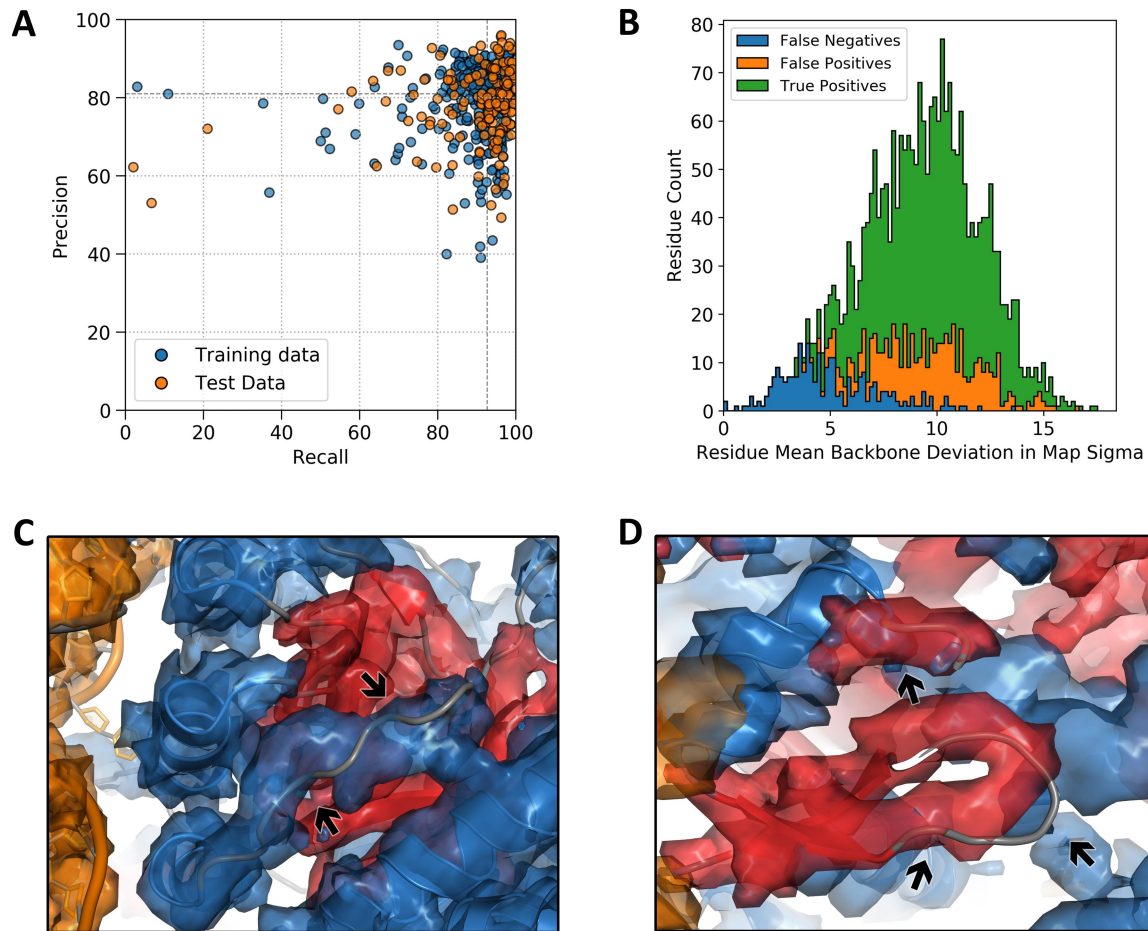 A
100
80
60
40
20
0
Precision
0 20 40 60 80 100
Recall
Training data
Test Data
B
80
70
60
50
40
30
20
10
0
Residue Count
False Negatives
False Positives
True Positives
0 5 10 15
Residue Mean Backbone Deviation in Map Sigma
C
D